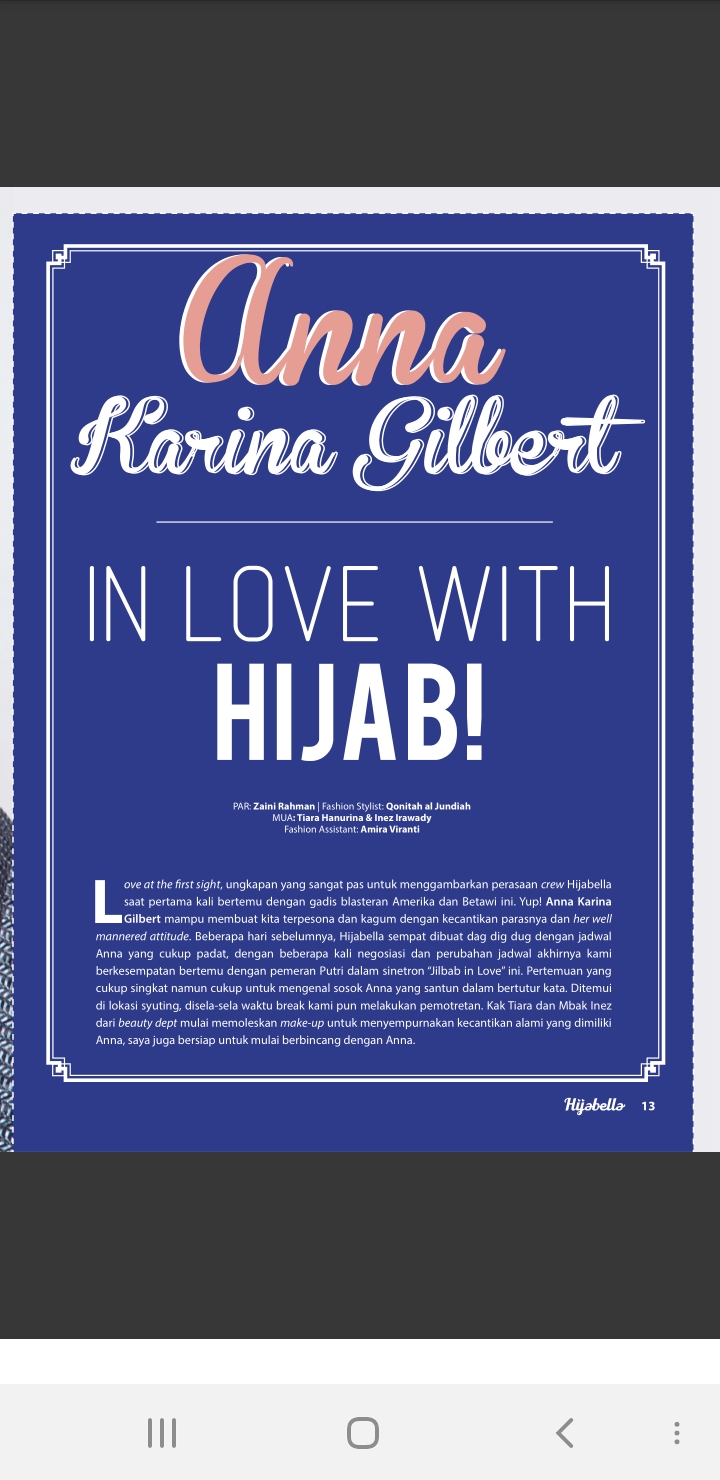 Anna
Karina Gilbert
IN LOVE WITH
HIJAB!
PAR: Zaini Rahman | Fashion Stylist: Qonitah al Jundiah
MUA: Tiara Hanurina & Inez Irawady
Fashion Assistant: Amira Viranti
Love at the first sight, ungkapan yang sangat pas untuk menggambarkan perasaan crew Hijabella
saat pertama kali bertemu dengan gadis blasteran Amerika dan Betawi ini. Yup! Anna Karina
Gilbert mampu membuat kita terpesona dan kagum dengan kecantikan parasnya dan her well
mannered attitude. Beberapa hari sebelumnya, Hijabella sempat dibuat dag dig dug dengan jadwal
Anna yang cukup padat, dengan beberapa kali negosiasi dan perubahan jadwal akhirnya kami
berkesempatan bertemu dengan pemeran Putri dalam sinetron “Jilbab in Love” ini. Pertemuan yang
cukup singkat namun cukup untuk mengenal sosok Anna yang santun dalam bertutur kata. Ditemui
di lokasi syuting, disela-sela waktu break kami pun melakukan pemotretan. Kak Tiara dan Mbak Inez
dari beauty dept mulai memoleskan make-up untuk menyempurnakan kecantikan alami yang dimiliki
Anna, saya juga bersiap untuk mulai berbincang dengan Anna.
Hijabella 13